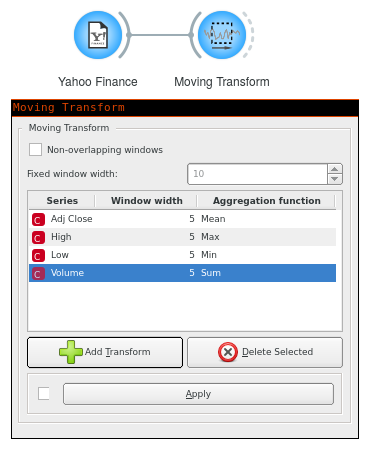 Yahoo Finance Moving Transform
Moving Transform
Moving Transform
Non-overlapping windows
Fixed window width: 10
Series Window width Aggregation function
C Adj Close 5 Mean
C High 5 Max
C Low 5 Min
C Volume 5 Sum
Add Transform Delete Selected
Apply